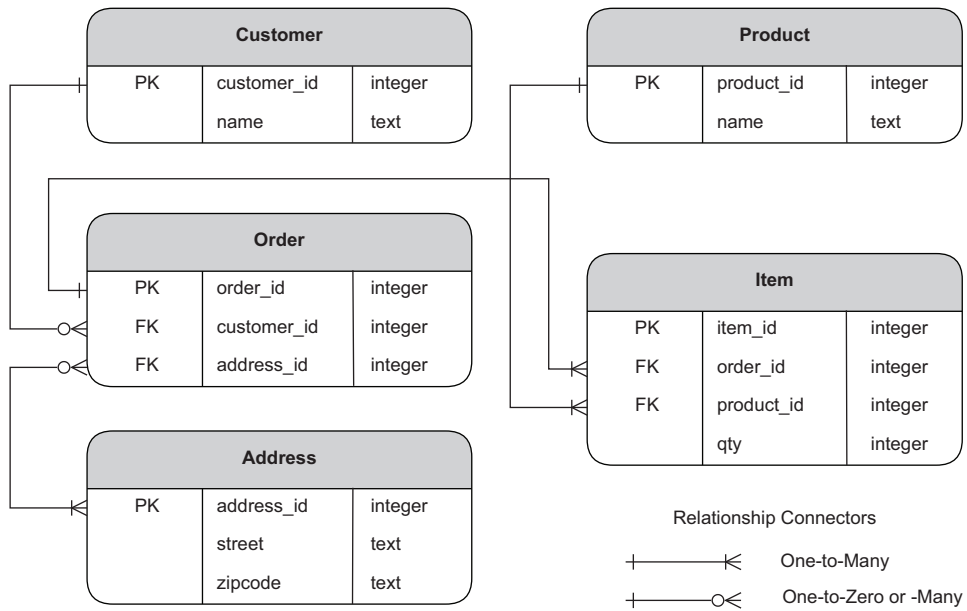 Customer
PK customer_id integer
name text
Product
PK product_id integer
name text
Order
PK order_id integer
FK customer_id integer
FK address_id integer
Item
PK item_id integer
FK order_id integer
FK product_id integer
qty integer
Address
PK address_id integer
street text
zipcode text
Relationship Connectors
One-to-Many
One-to-Zero or -Many